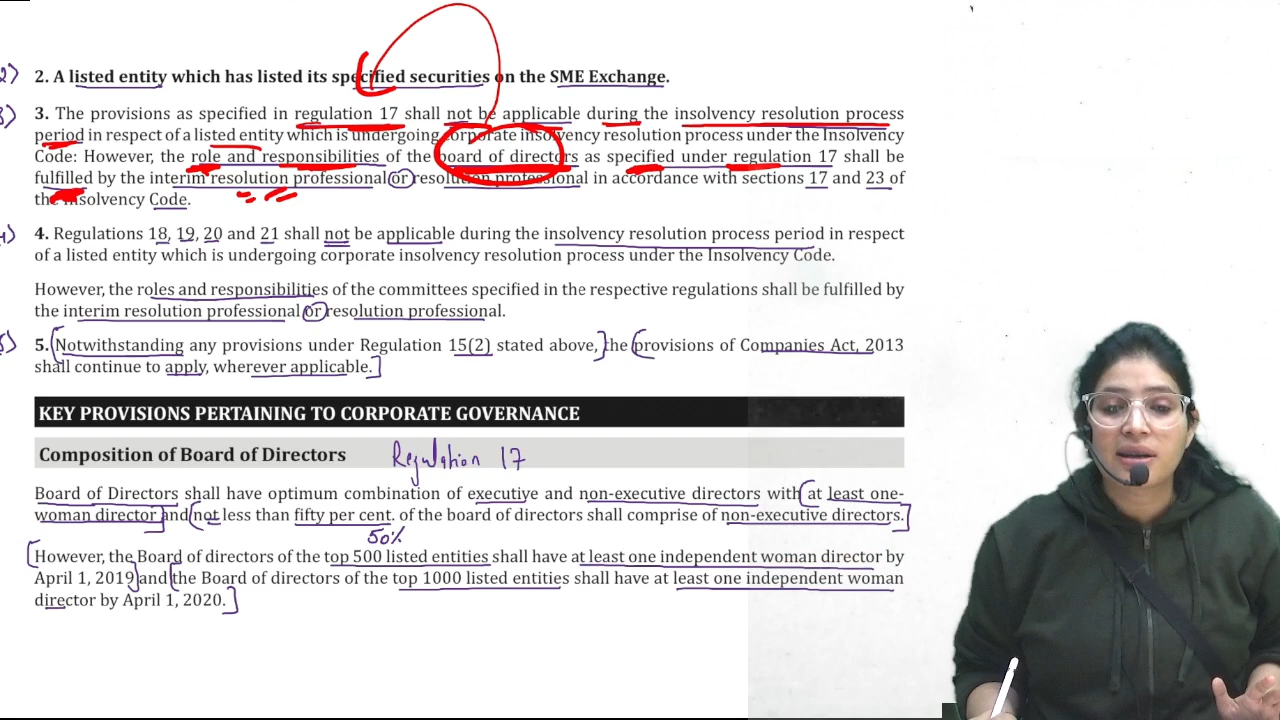 2) 2. A listed entity which has listed its specified securities on the SME Exchange.
3) 3. The provisions as specified in regulation 17 shall not be applicable during the insolvency resolution process
period in respect of a listed entity which is undergoing corporate insolvency resolution process under the Insolvency
Code: However, the role and responsibilities of the board of directors as specified under regulation 17 shall be
fulfilled by the interim resolution professional or resolution professional in accordance with sections 17 and 23 of
the Insolvency Code.
4. Regulations 18, 19, 20 and 21 shall not be applicable during the insolvency resolution process period in respect
of a listed entity which is undergoing corporate insolvency resolution process under the Insolvency Code.
However, the roles and responsibilities of the committees specified in the respective regulations shall be fulfilled by
the interim resolution professional or resolution professional.
5. Notwithstanding any provisions under Regulation 15(2) stated above, the provisions of Companies Act, 2013
shall continue to apply, wherever applicable.
KEY PROVISIONS PERTAINING TO CORPORATE GOVERNANCE
Composition of Board of Directors Regulation 17
Board of Directors shall have optimum combination of executive and non-executive directors with at least one-
woman director and not less than fifty per cent. of the board of directors shall comprise of non-executive directors.
50%
However, the Board of directors of the top 500 listed entities shall have at least one independent woman director by
April 1, 2019 and the Board of directors of the top 1000 listed entities shall have at least one independent woman
director by April 1, 2020.